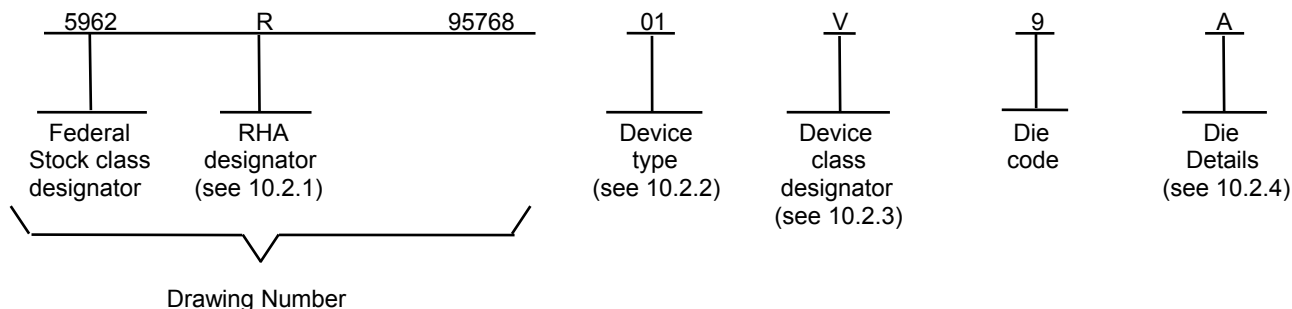 5962 R 95768 01 V 9 A
Federal Stock class designator
RHA designator (see 10.2.1)
Device type (see 10.2.2)
Device class designator (see 10.2.3)
Die code
Die Details (see 10.2.4)
Drawing Number